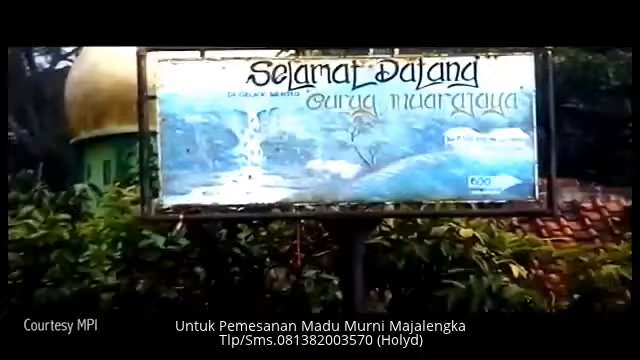 Selamat Datang
Curug Muarajaya
600
Courtesy MPI
Untuk Pemesanan Madu Murni Majalengka
Tlp/Sms.081382003570 (Holyd)